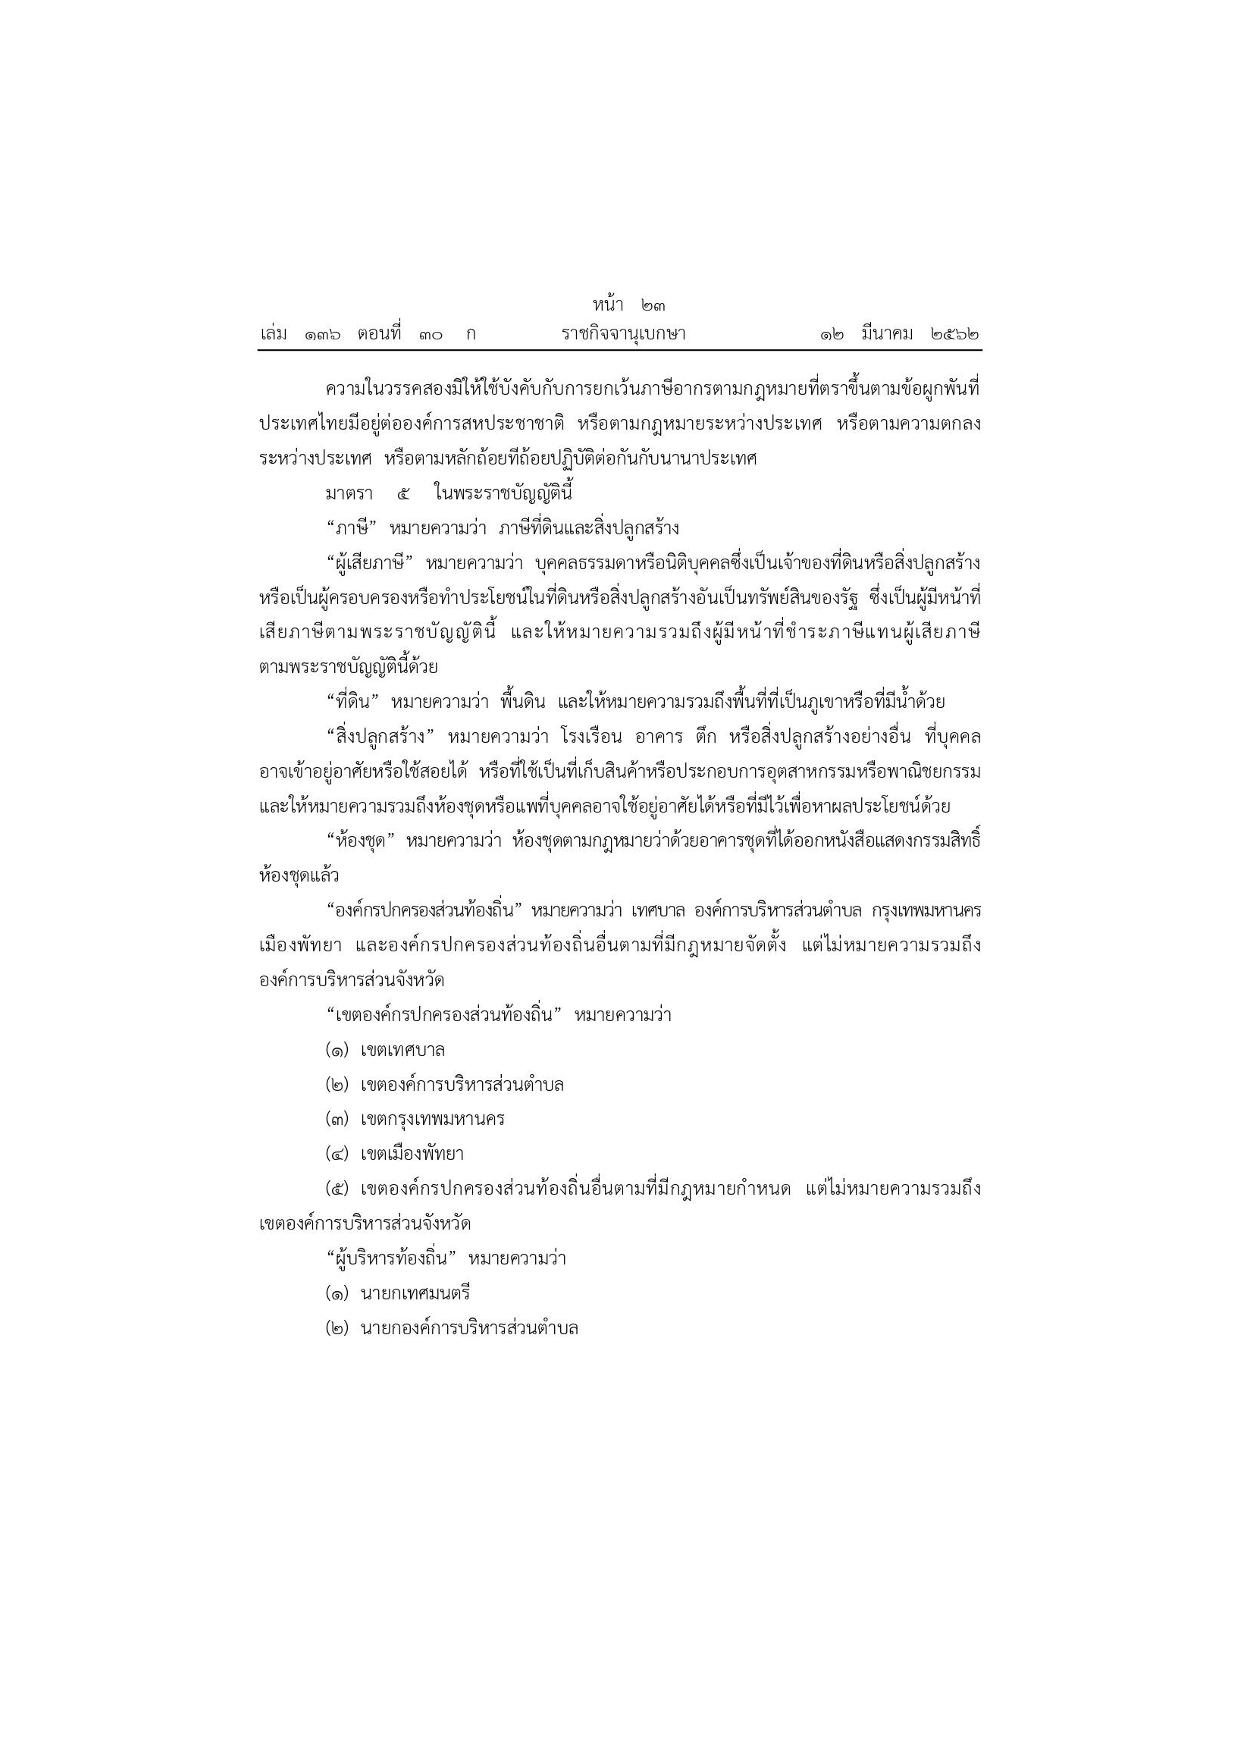 หน้า ๒๓
เล่ม ๑๓๖ ตอนที่ ๓๐ ก ราชกิจจานุเบกษา ๑๒ มีนาคม ๒๕๖๒
ความในวรรคสองมิให้ใช้บังคับกับการยกเว้นภาษีอากรตามกฎหมายที่ตราขึ้นตามข้อผูกพันที่
ประเทศไทยมีอยู่ต่อองค์การสหประชาชาติ หรือตามกฎหมายระหว่างประเทศ หรือตามความตกลง
ระหว่างประเทศ หรือตามหลักถ้อยทีถ้อยปฏิบัติต่อกันกับนานาประเทศ
มาตรา ๕ ในพระราชบัญญัตินี้
“ภาษี” หมายความว่า ภาษีที่ดินและสิ่งปลูกสร้าง
“ผู้เสียภาษี” หมายความว่า บุคคลธรรมดาหรือนิติบุคคลซึ่งเป็นเจ้าของที่ดินหรือสิ่งปลูกสร้าง
หรือเป็นผู้ครอบครองหรือทำประโยชน์ในที่ดินหรือสิ่งปลูกสร้างอันเป็นทรัพย์สินของรัฐ ซึ่งเป็นผู้มีหน้าที่
เสียภาษีตามพระราชบัญญัตินี้ และให้หมายความรวมถึงผู้มีหน้าที่ชำระภาษีแทนผู้เสียภาษี
ตามพระราชบัญญัตินี้ด้วย
“ที่ดิน” หมายความว่า พื้นดิน และให้หมายความรวมถึงพื้นที่ที่เป็นภูเขาหรือที่มีน้ำด้วย
“สิ่งปลูกสร้าง” หมายความว่า โรงเรือน อาคาร ตึก หรือสิ่งปลูกสร้างอย่างอื่น ที่บุคคล
อาจเข้าอยู่อาศัยหรือใช้สอยได้ หรือที่ใช้เป็นที่เก็บสินค้าหรือประกอบการอุตสาหกรรมหรือพาณิชยกรรม
และให้หมายความรวมถึงห้องชุดหรือแพที่บุคคลอาจใช้อยู่อาศัยได้หรือที่มีไว้เพื่อหาผลประโยชน์ด้วย
“ห้องชุด” หมายความว่า ห้องชุดตามกฎหมายว่าด้วยอาคารชุดที่ได้ออกหนังสือแสดงกรรมสิทธิ์
ห้องชุดแล้ว
“องค์กรปกครองส่วนท้องถิ่น” หมายความว่า เทศบาล องค์การบริหารส่วนตำบล กรุงเทพมหานคร
เมืองพัทยา และองค์กรปกครองส่วนท้องถิ่นอื่นตามที่มีกฎหมายจัดตั้ง แต่ไม่หมายความรวมถึง
องค์การบริหารส่วนจังหวัด
“เขตองค์กรปกครองส่วนท้องถิ่น” หมายความว่า
(๑) เขตเทศบาล
(๒) เขตองค์การบริหารส่วนตำบล
(๓) เขตกรุงเทพมหานคร
(๔) เขตเมืองพัทยา
(๕) เขตองค์กรปกครองส่วนท้องถิ่นอื่นตามที่มีกฎหมายกำหนด แต่ไม่หมายความรวมถึง
เขตองค์การบริหารส่วนจังหวัด
“ผู้บริหารท้องถิ่น” หมายความว่า
(๑) นายกเทศมนตรี
(๒) นายกองค์การบริหารส่วนตำบล